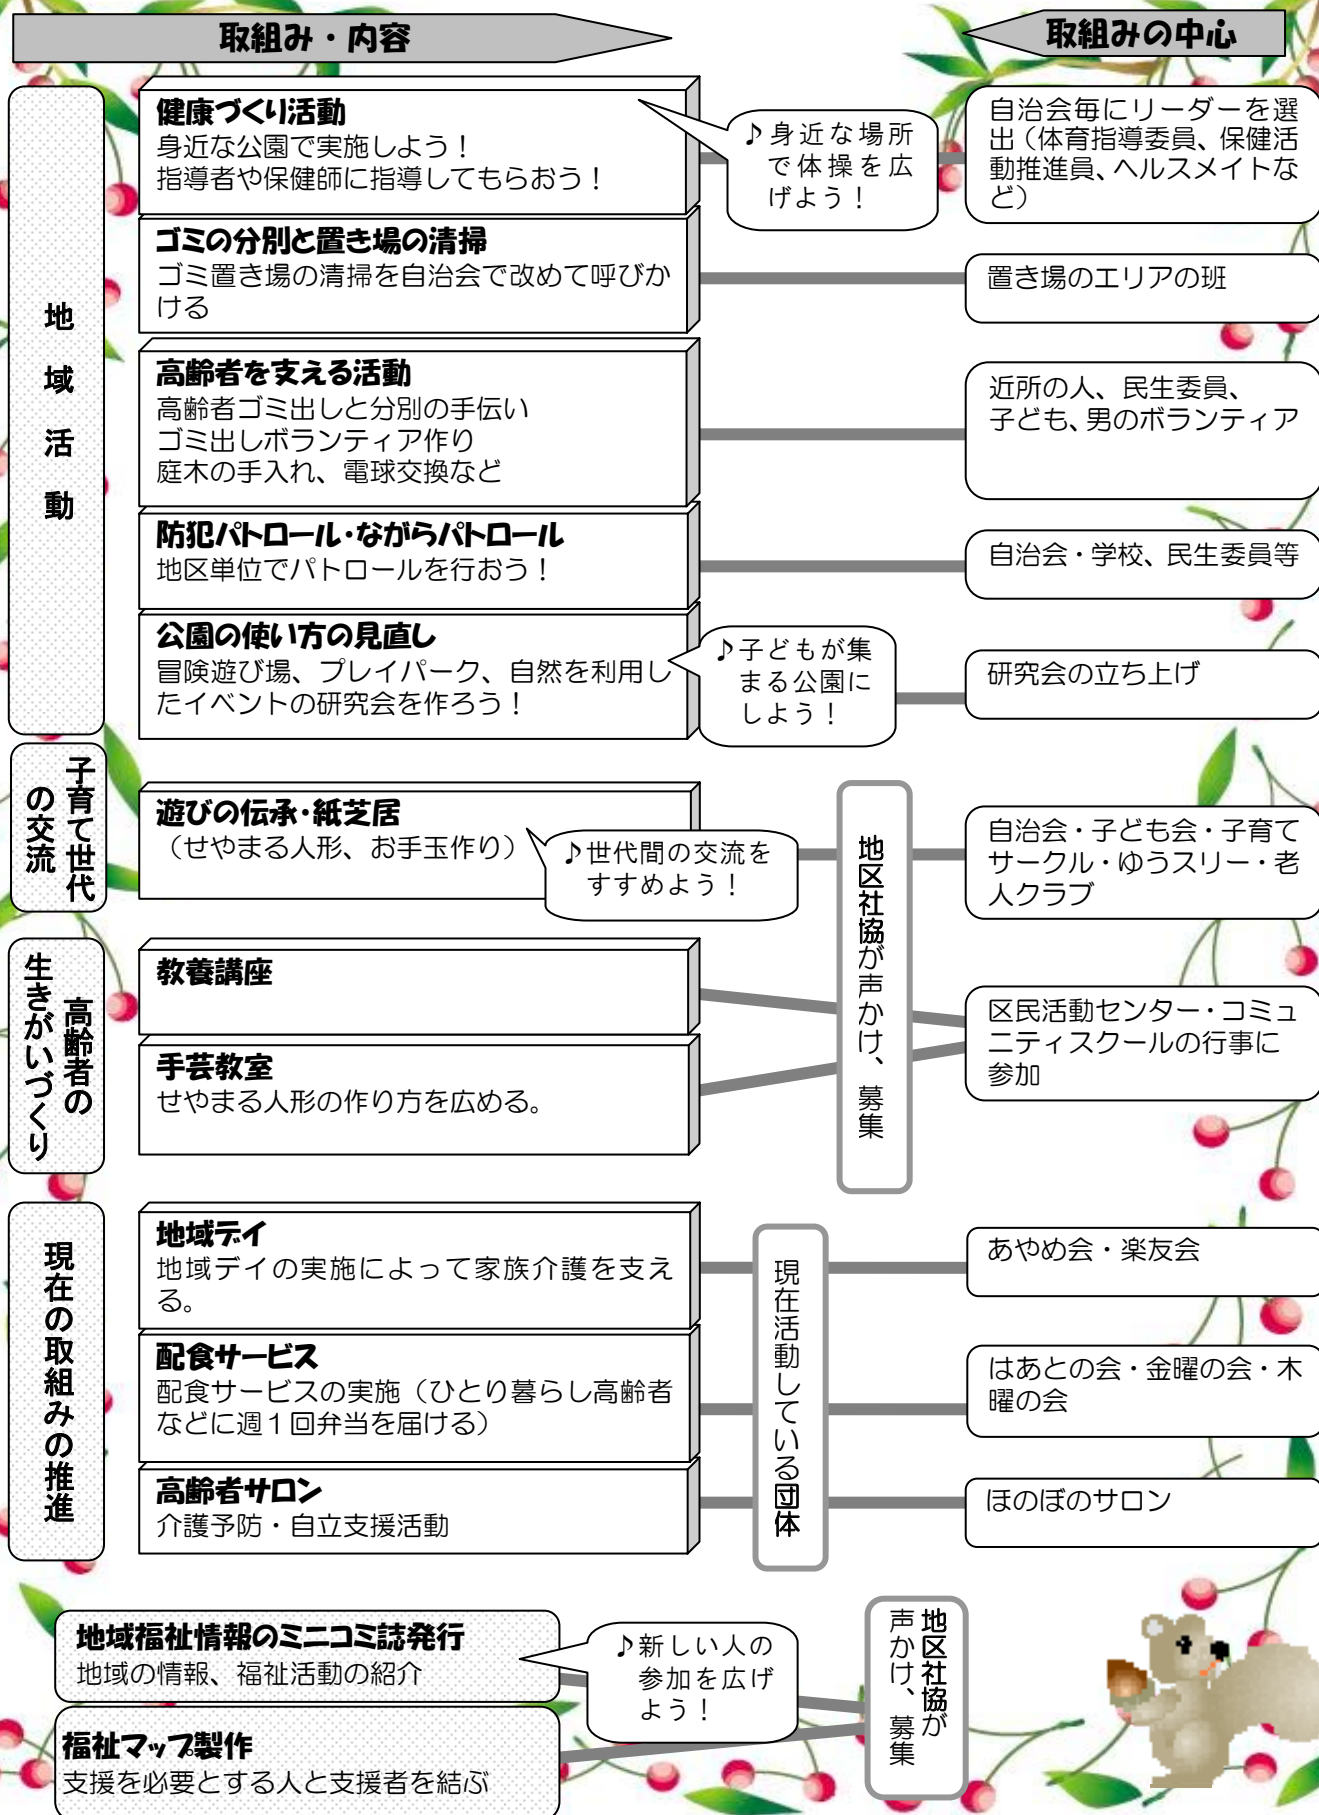 取組み・内容
取組みの中心
地域活動
健康づくり活動
身近な公園で実施しよう！
指導者や保健師に指導してもらおう！
♪身近な場所
で体操を広
げよう！
自治会毎にリーダーを選
出（体育指導委員、保健活
動推進員、ヘルスメイトな
ど）
ゴミの分別と置き場の清掃
ゴミ置き場の清掃を自治会で改めて呼びか
ける
置き場のエリアの班
高齢者を支える活動
高齢者ゴミ出しと分別の手伝い
ゴミ出しボランティア作り
庭木の手入れ、電球交換など
近所の人、民生委員、
子ども、男のボランティア
防犯パトロール・ながらパトロール
地区単位でパトロールを行おう！
自治会・学校、民生委員等
公園の使い方の見直し
冒険遊び場、プレイパーク、自然を利用し
たイベントの研究会を作ろう！
♪子どもが集
まる公園に
しよう！
研究会の立ち上げ
子育て世代
の交流
遊びの伝承・紙芝居
（せやまる人形、お手玉作り）
♪世代間の交流を
すすめよう！
地区社協が声かけ、募集
自治会・子ども会・子育て
サークル・ゆうスリー・老
人クラブ
高齢者の
生きがいづくり
教養講座
手芸教室
せやまる人形の作り方を広める。
区民活動センター・コミュ
ニティスクールの行事に
参加
現在の取組みの推進
地域デイ
地域デイの実施によって家族介護を支え
る。
現在活動している団体
あやめ会・楽友会
配食サービス
配食サービスの実施（ひとり暮らし高齢者
などに週１回弁当を届ける）
はあとの会・金曜の会・木
曜の会
高齢者サロン
介護予防・自立支援活動
ほのぼのサロン
地域福祉情報のミニコミ誌発行
地域の情報、福祉活動の紹介
♪新しい人の
参加を広げ
よう！
地区社協が
声かけ、募集
福祉マップ製作
支援を必要とする人と支援者を結ぶ